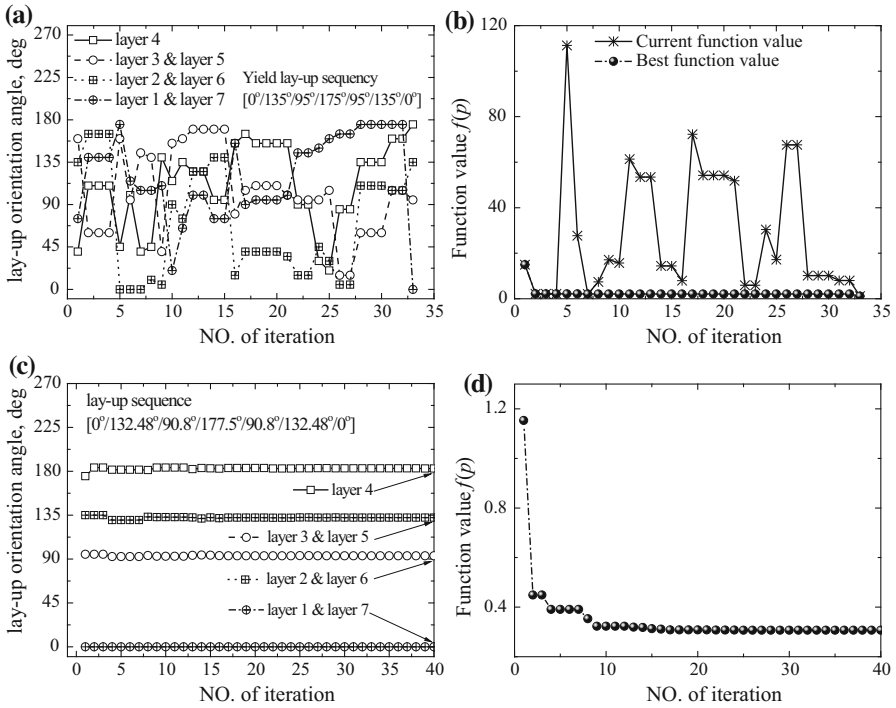 (a)
270
225
180
135
90
45
0
lay-up orientation angle, deg
layer 4
layer 3 & layer 5
layer 2 & layer 6
layer 1 & layer 7
Yield lay-up sequency
[0°/135°/95°/175°/95°/135°/0°]
0 5 10 15 20 25 30 35
NO. of iteration
(b)
120
80
40
0
Function value f(p)
Current function value
Best function value
0 5 10 15 20 25 30 35
NO. of iteration
(c)
270
225
180
135
90
45
0
lay-up orientation angle, deg
lay-up sequence
[0°/132.48°/90.8°/177.5°/90.8°/132.48°/0°]
layer 4
layer 3 & layer 5
layer 2 & layer 6
layer 1 & layer 7
0 5 10 15 20 25 30 35 40
NO. of iteration
(d)
1.2
0.8
0.4
Function value f(p)
0 10 20 30 40
NO. of iteration